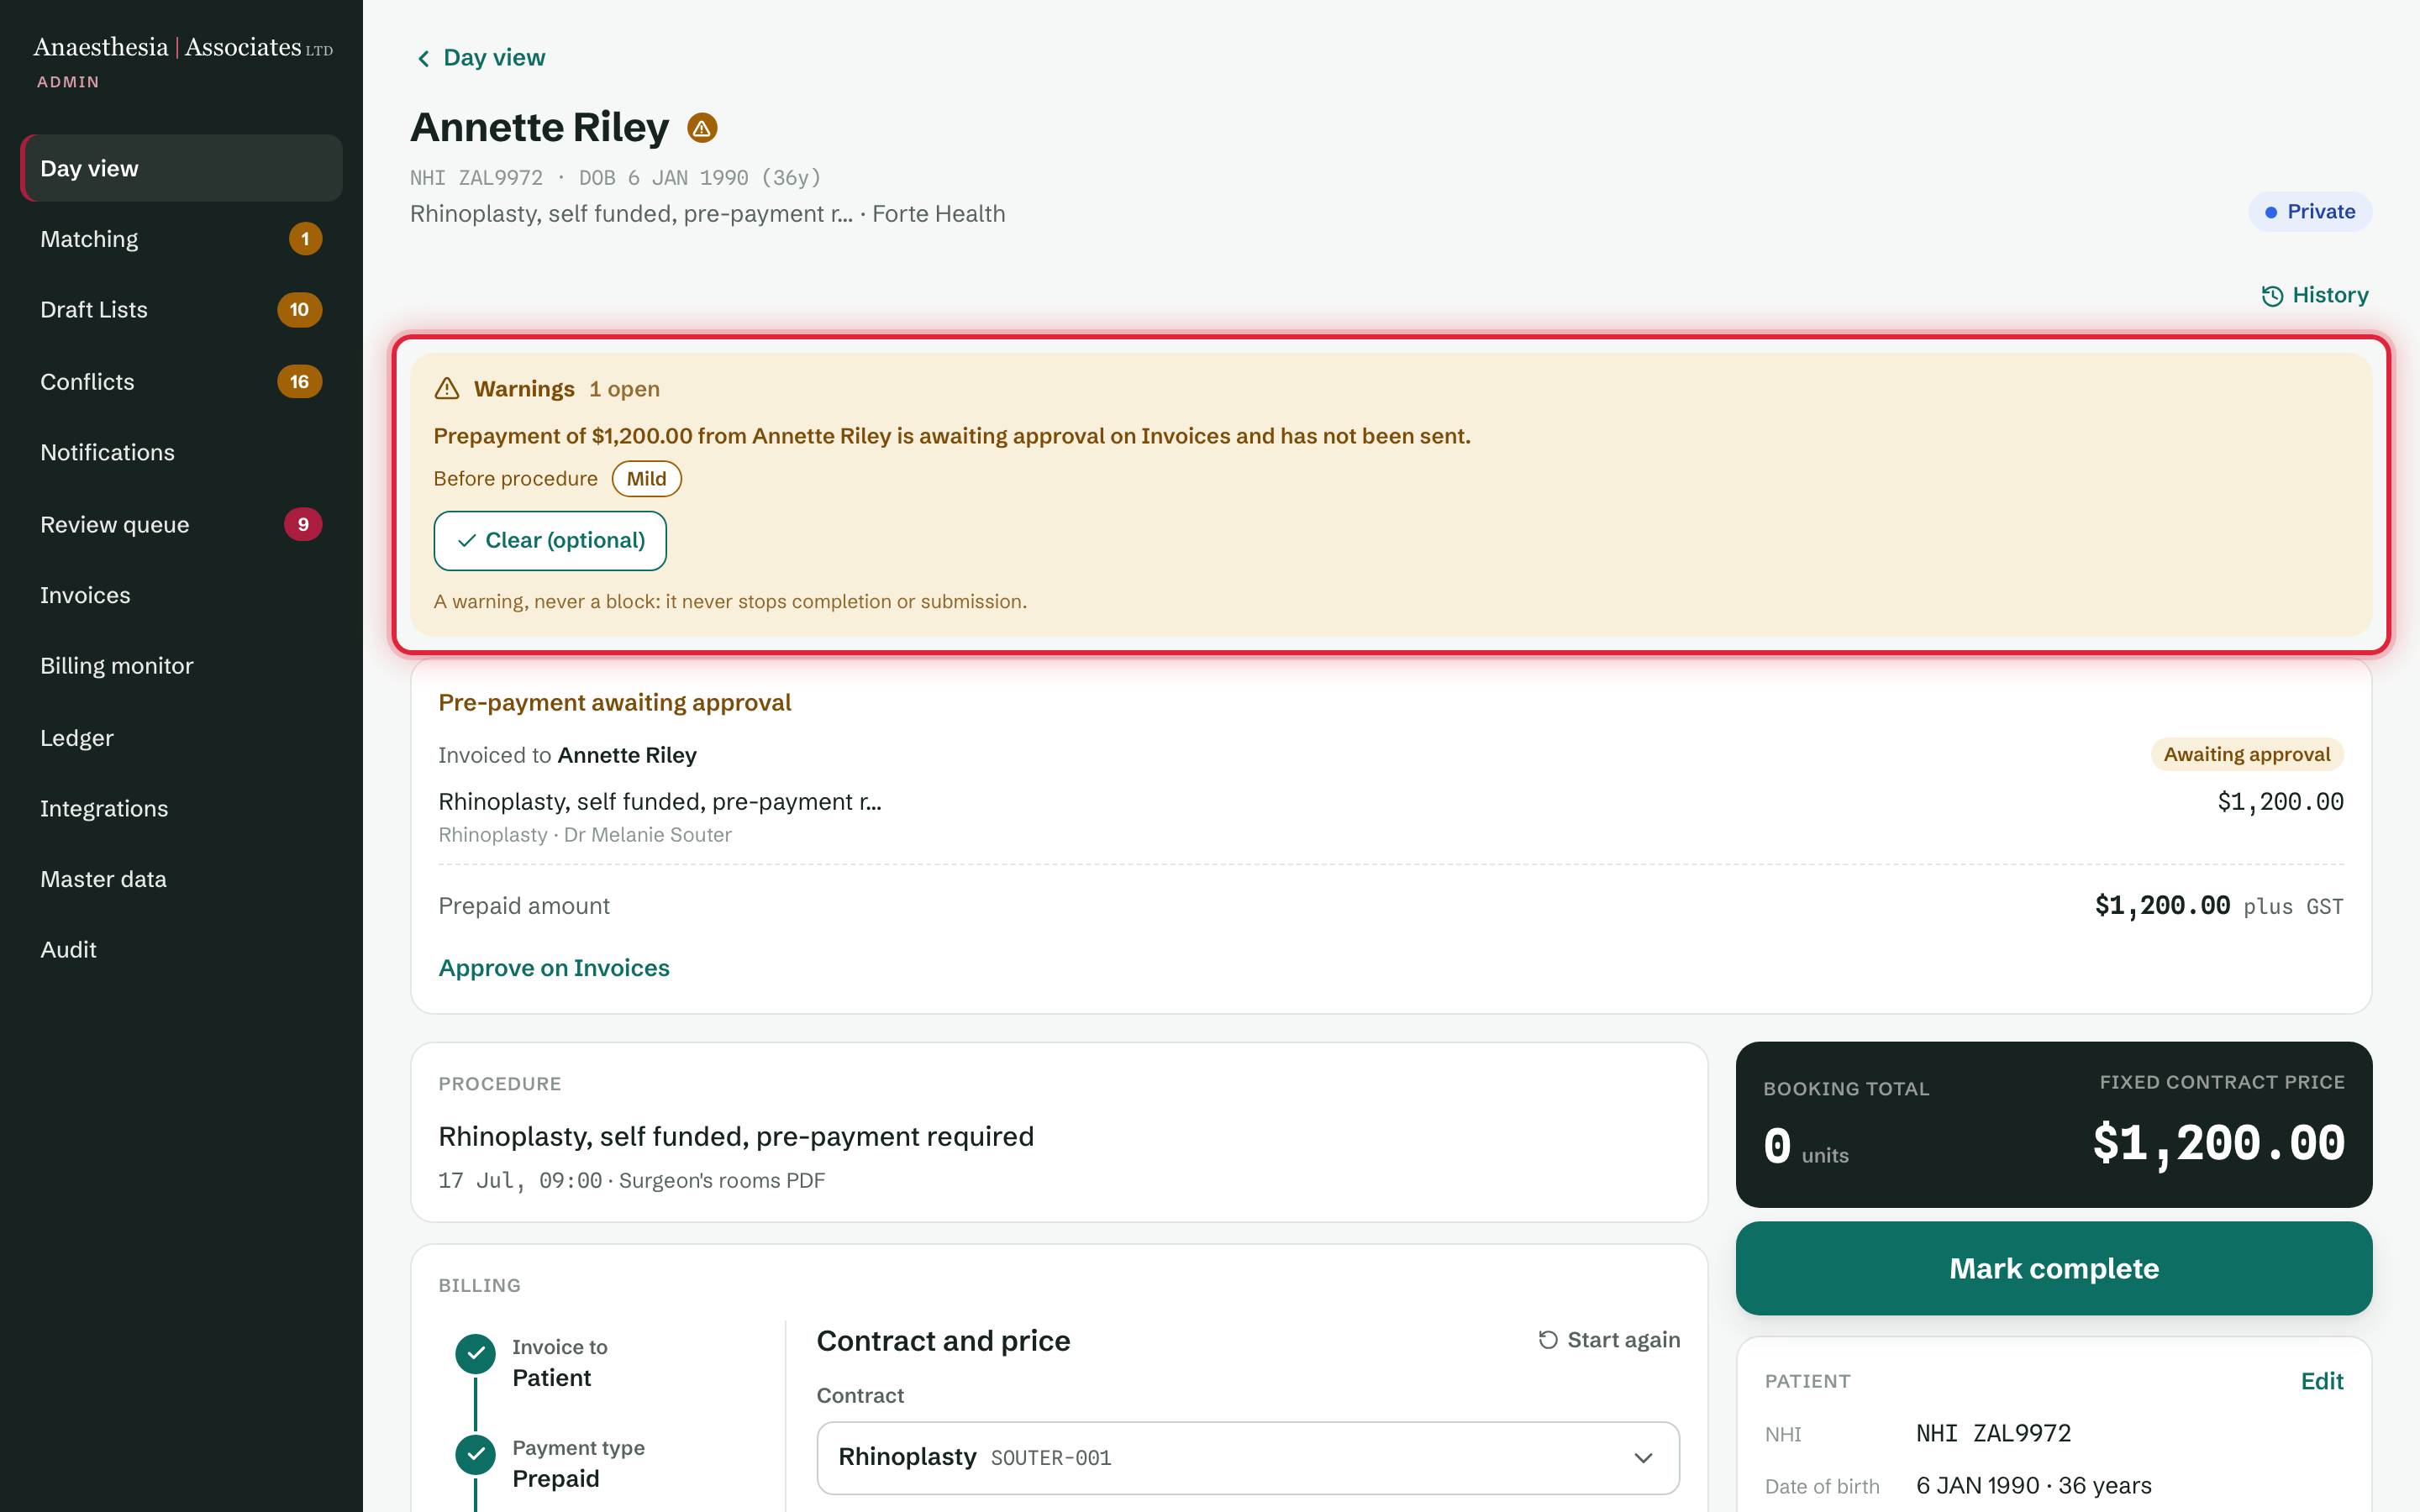 Anaesthesia | Associates LTD
ADMIN
Day view
Matching 1
Draft Lists 10
Conflicts 16
Notifications
Review queue 9
Invoices
Billing monitor
Ledger
Integrations
Master data
Audit
Day view
Annette Riley
NHI ZAL9972 · DOB 6 JAN 1990 (36y)
Rhinoplasty, self funded, pre-payment r... · Forte Health
Private
History
Warnings 1 open
Prepayment of $1,200.00 from Annette Riley is awaiting approval on Invoices and has not been sent.
Before procedure Mild
Clear (optional)
A warning, never a block: it never stops completion or submission.
Pre-payment awaiting approval
Invoiced to Annette Riley Awaiting approval
Rhinoplasty, self funded, pre-payment r... $1,200.00
Rhinoplasty · Dr Melanie Souter
Prepaid amount $1,200.00 plus GST
Approve on Invoices
PROCEDURE
Rhinoplasty, self funded, pre-payment required
17 Jul, 09:00 · Surgeon's rooms PDF
BOOKING TOTAL FIXED CONTRACT PRICE
0 units $1,200.00
Mark complete
BILLING
Invoice to
Patient
Payment type
Prepaid
Contract and price Start again
Contract
Rhinoplasty SOUTER-001
PATIENT Edit
NHI NHI ZAL9972
Date of birth 6 JAN 1990 · 36 years